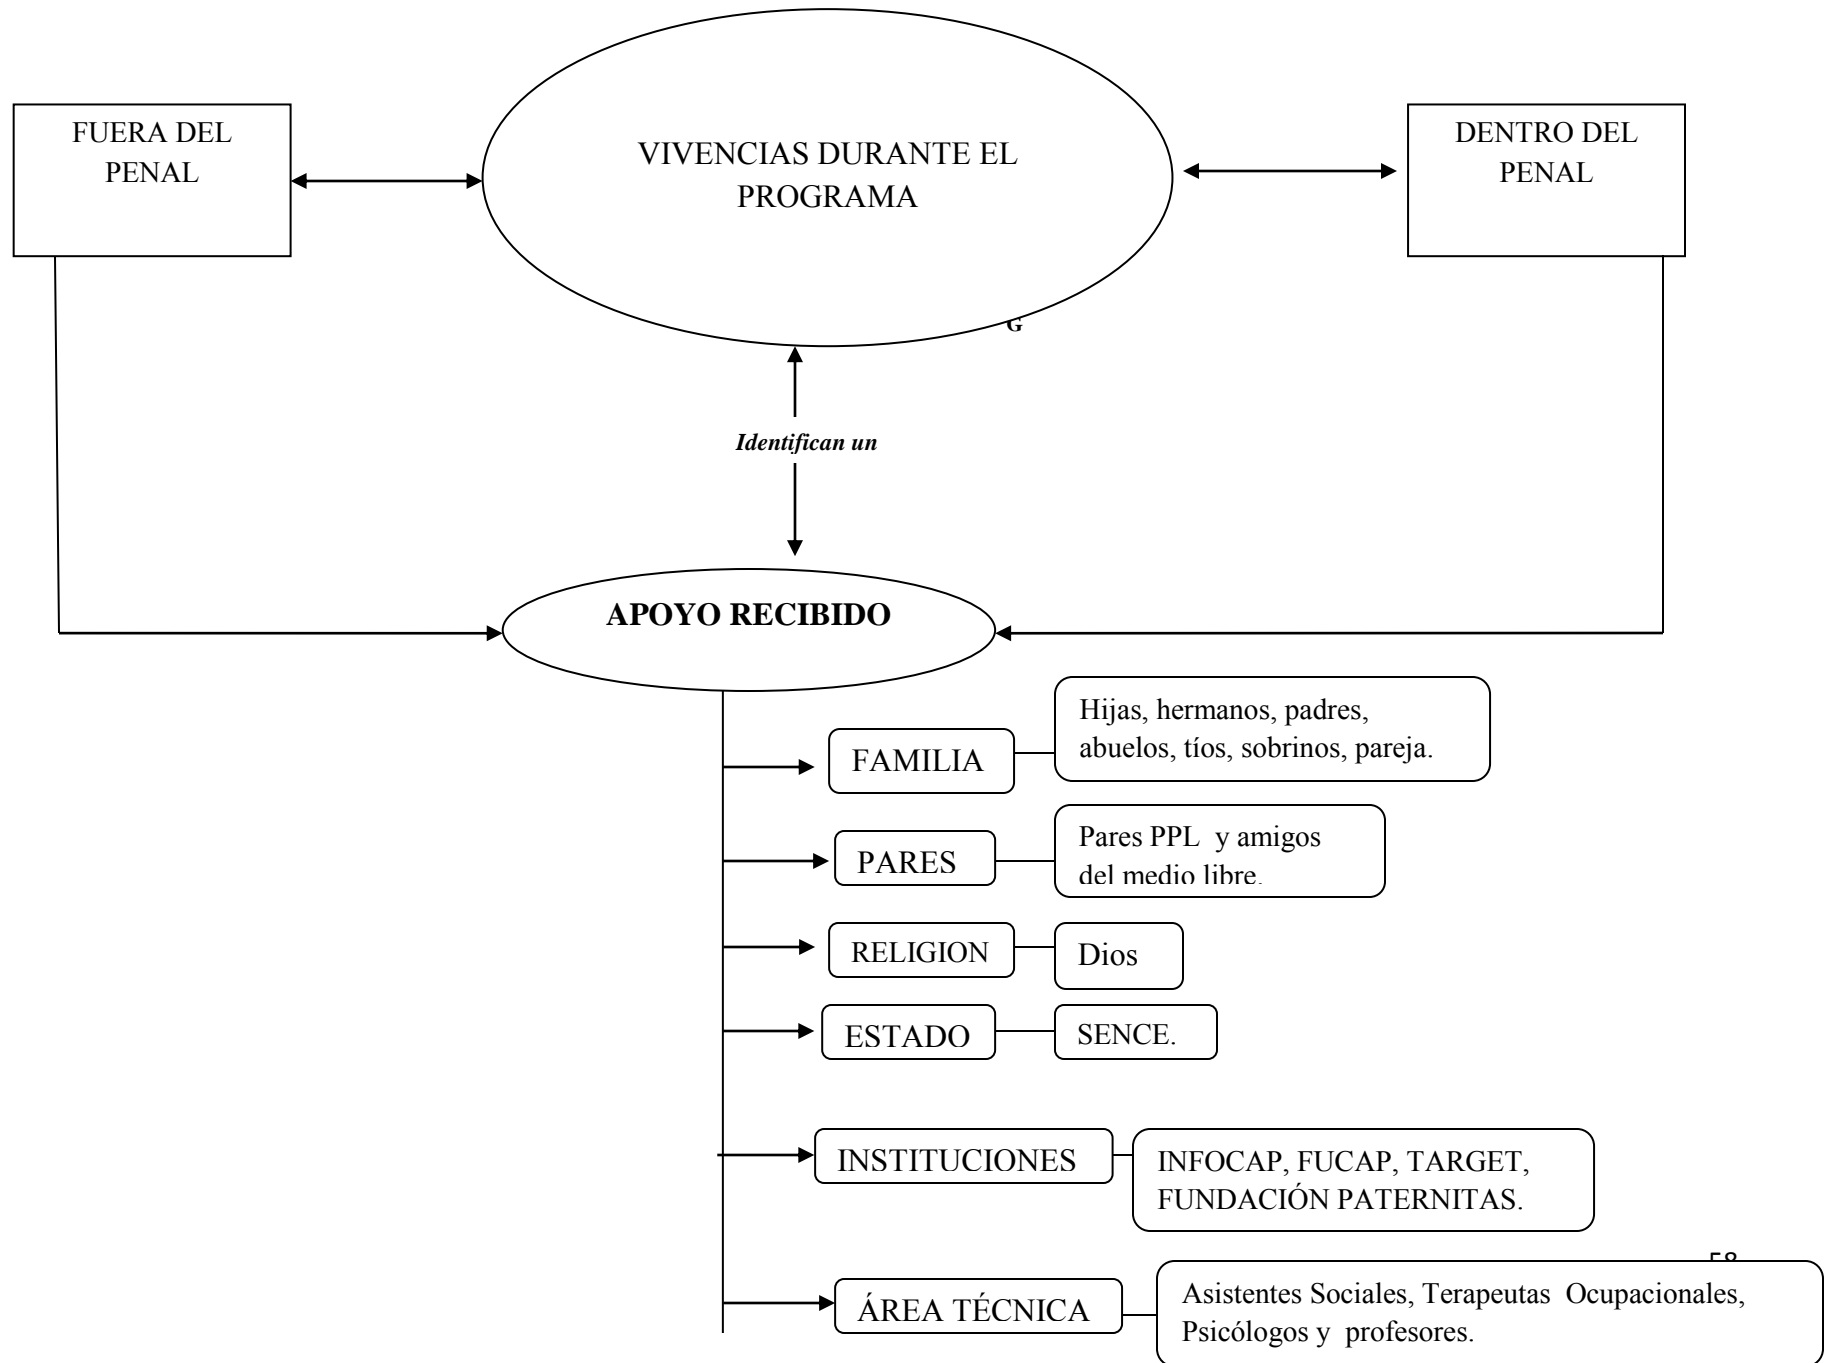 FUERA DEL
PENAL
VIVENCIAS DURANTE EL
PROGRAMA
DENTRO DEL
PENAL
G
Identifican un
APOYO RECIBIDO
FAMILIA
Hijas, hermanos, padres,
abuelos, tíos, sobrinos, pareja.
PARES
Pares PPL y amigos
del medio libre.
RELIGION
Dios
ESTADO
SENCE.
INSTITUCIONES
INFOCAP, FUCAP, TARGET,
FUNDACIÓN PATERNITAS.
58
ÁREA TÉCNICA
Asistentes Sociales, Terapeutas Ocupacionales,
Psicólogos y profesores.